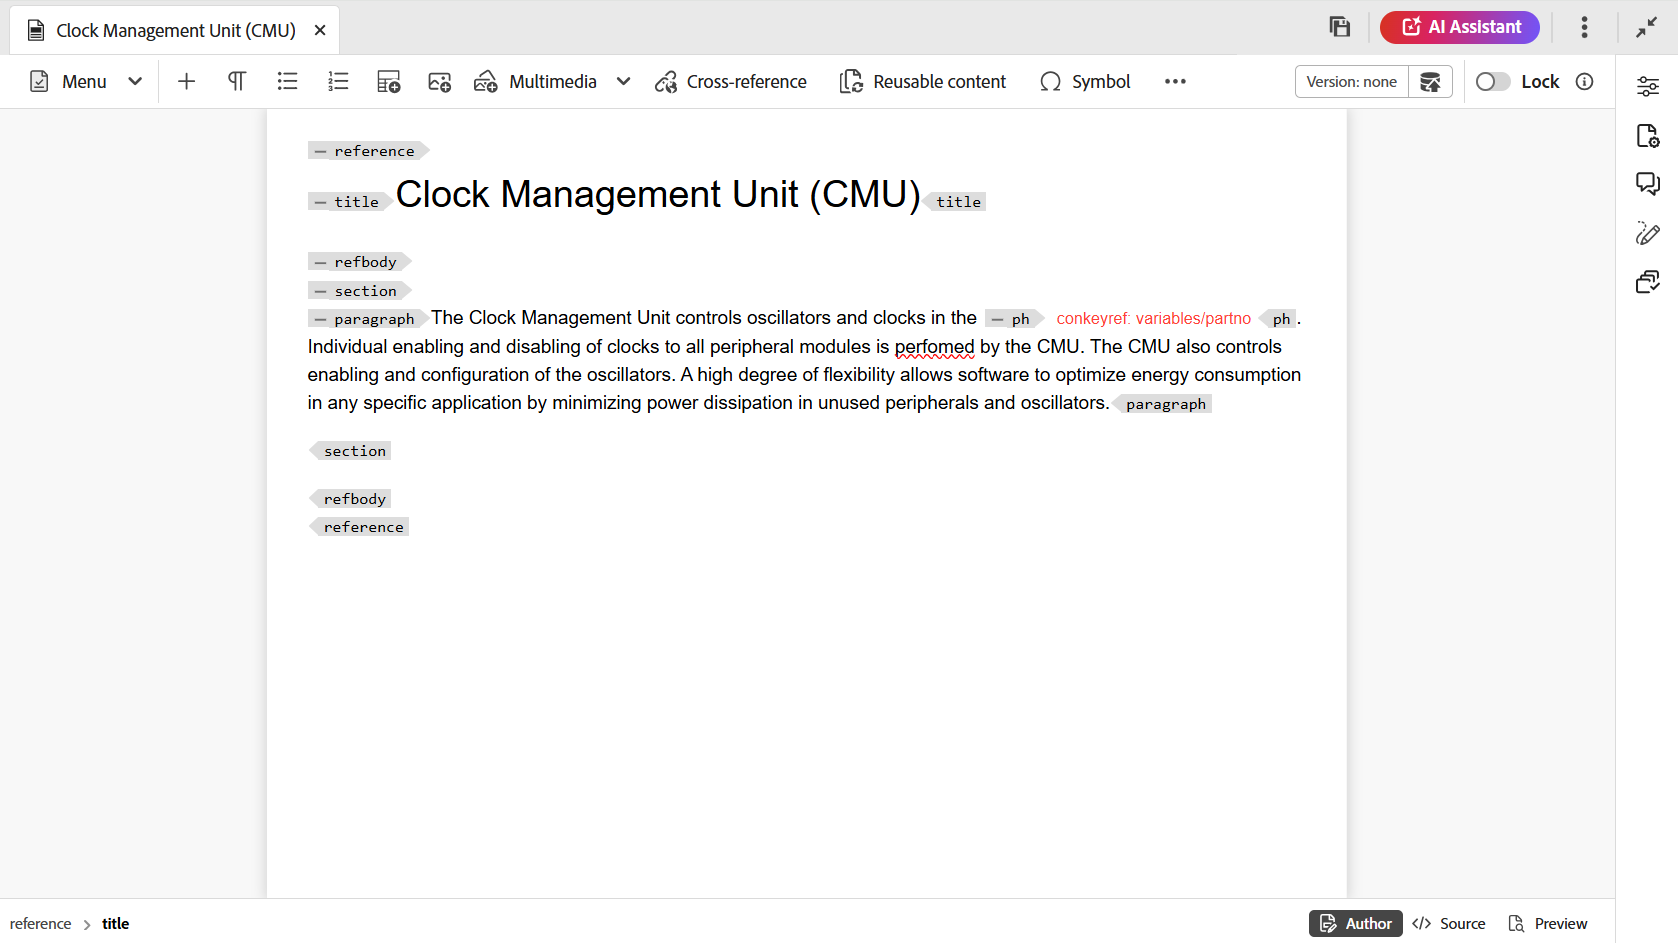 Clock Management Unit (CMU)
AI Assistant
Menu
Multimedia
Cross-reference
Reusable content
Symbol
Version: none
Lock
reference
title Clock Management Unit (CMU) title
refbody
section
paragraph The Clock Management Unit controls oscillators and clocks in the ph conkeyref: variables/partno ph .
Individual enabling and disabling of clocks to all peripheral modules is perfomed by the CMU. The CMU also controls
enabling and configuration of the oscillators. A high degree of flexibility allows software to optimize energy consumption
in any specific application by minimizing power dissipation in unused peripherals and oscillators. paragraph
section
refbody
reference
reference > title
Author
</> Source
Preview